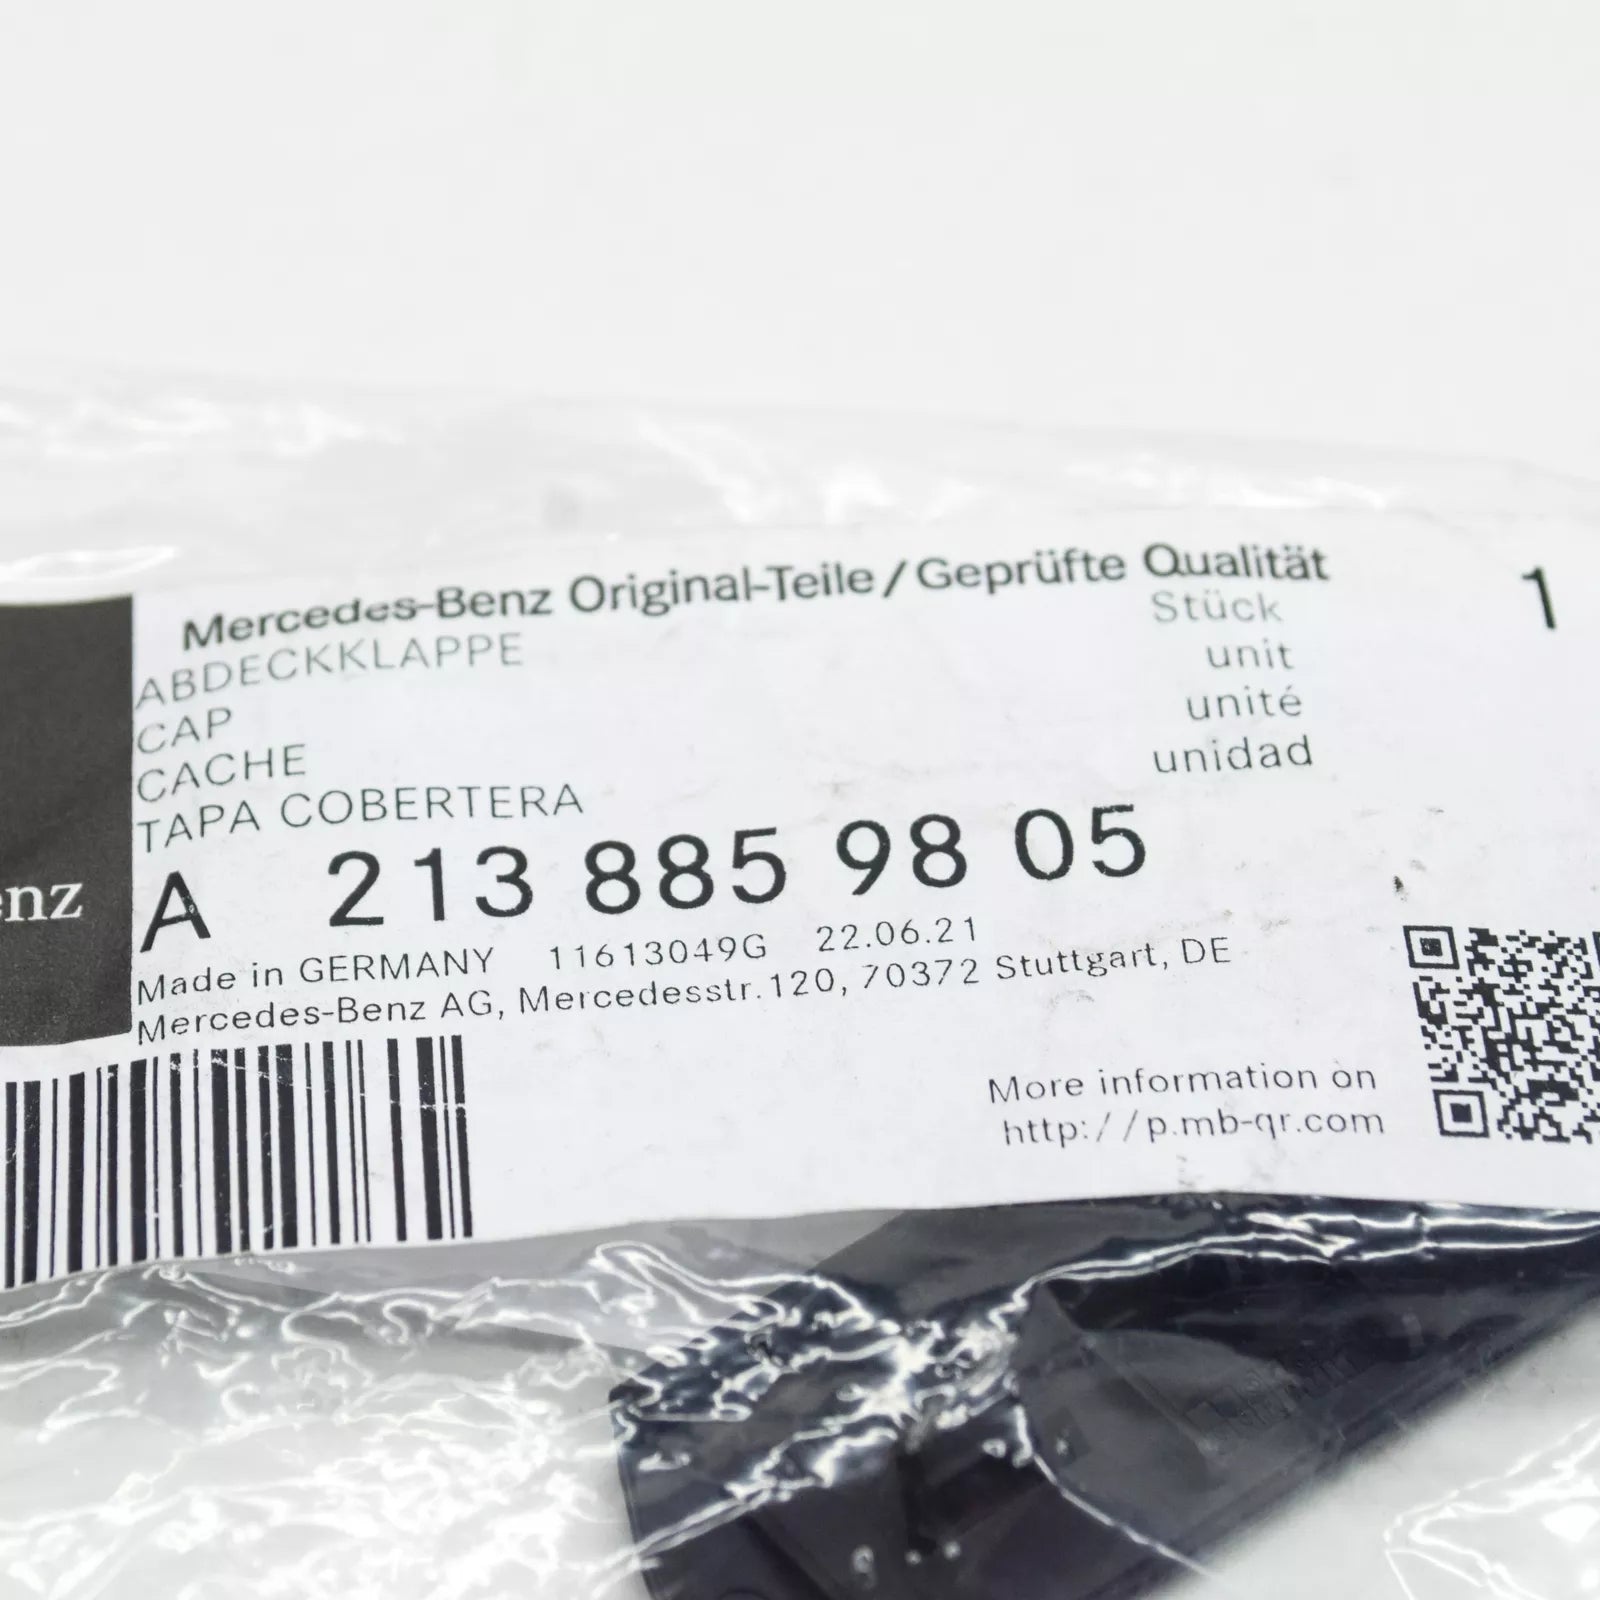 Mercedes-Benz Original-Teile / Geprüfte Qualität
ABDECKKLAPPE
CAP
CACHE
TAPA COBERTERA
Stück 1
unit
unité
unidad
A 213 885 98 05
enz
Made in GERMANY 11613049G 22.06.21
Mercedes-Benz AG, Mercedesstr. 120, 70372 Stuttgart, DE
More information on
http://p.mb-qr.com